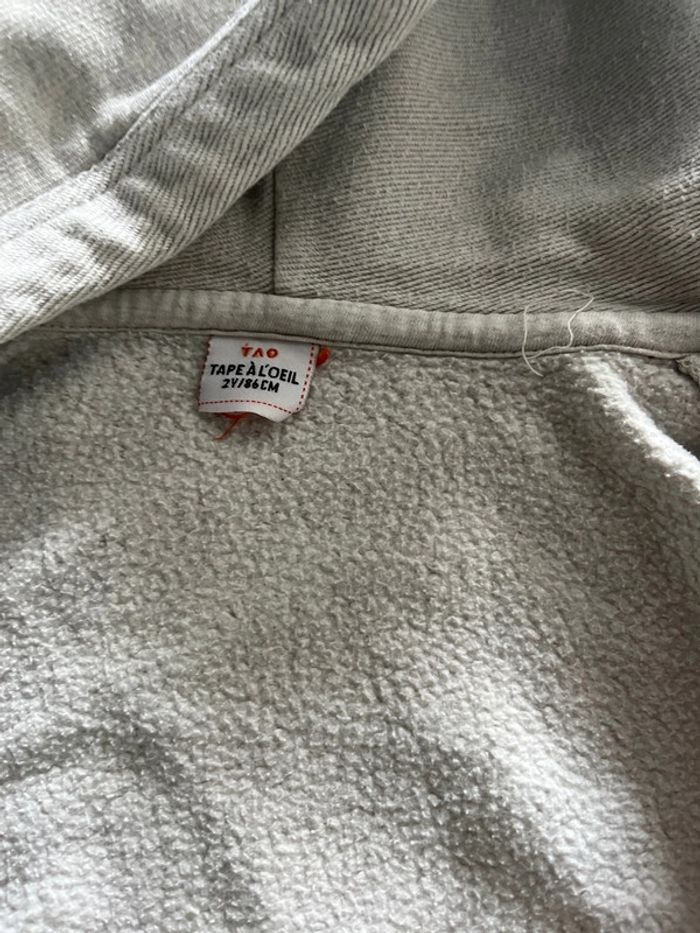 TAO
TAPE À L'OEIL
2Y/86CM